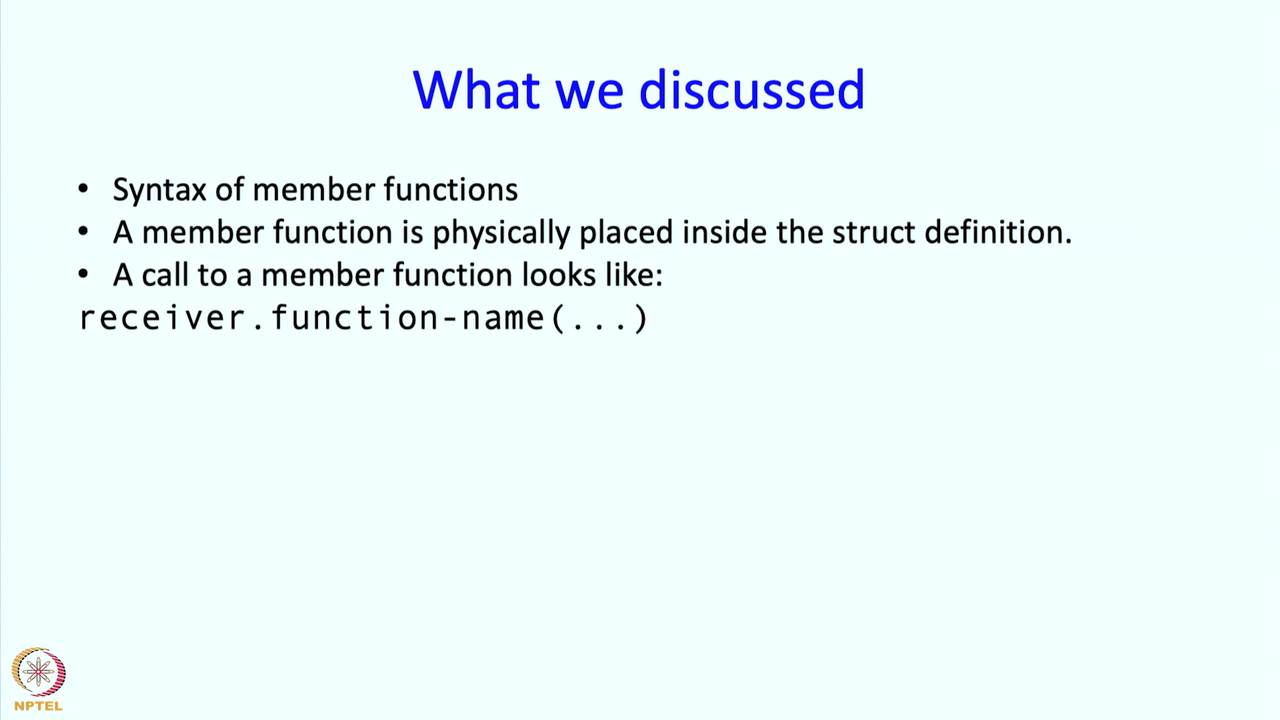 What we discussed
• Syntax of member functions
• A member function is physically placed inside the struct definition.
• A call to a member function looks like:
receiver.function-name(...)
NPTEL